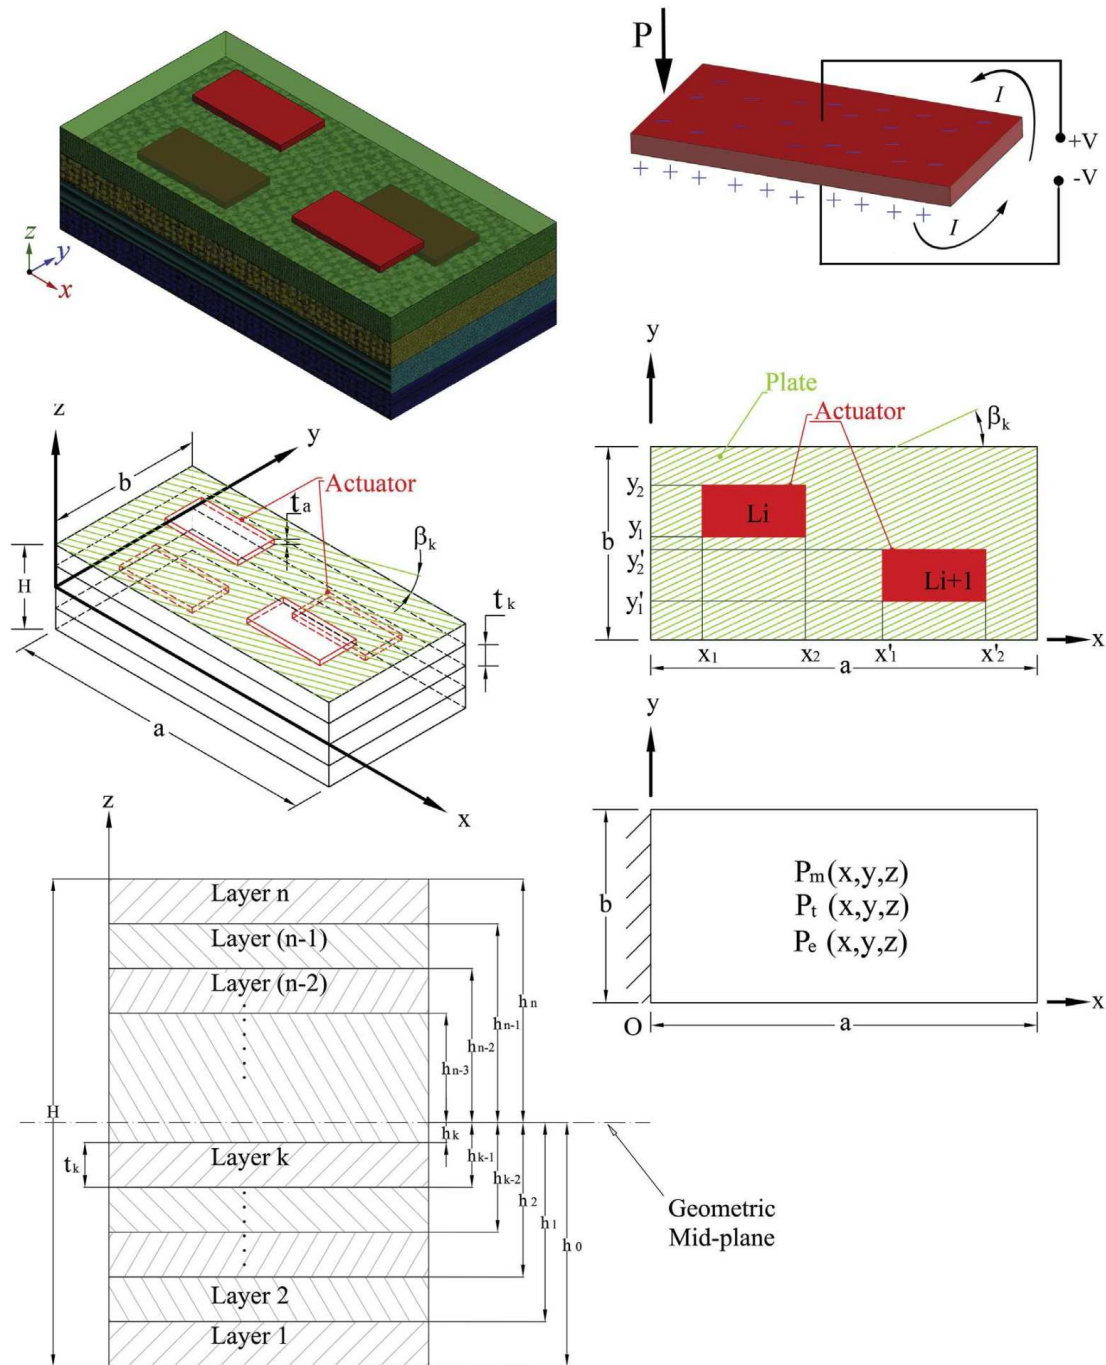 z
y
x
P
I
+V
-V
I
z
y
b
Actuator
tₐ
βₖ
H
tₖ
a
x
y
Plate
Actuator
βₖ
y₂
Li
y₁
b
y'₂
Li+1
y'₁
x
x₁
x₂
x'₁
x'₂
a
y
b
Pₘ(x,y,z)
Pₜ (x,y,z)
Pₑ (x,y,z)
x
O
a
z
Layer n
Layer (n-1)
Layer (n-2)
hₙ
hₙ₋₁
hₙ₋₂
hₙ₋₃
H
hₖ
Layer k
tₖ
hₖ₋₁
hₖ₋₂
h₂
h₁
h₀
Geometric
Mid-plane
Layer 2
Layer 1